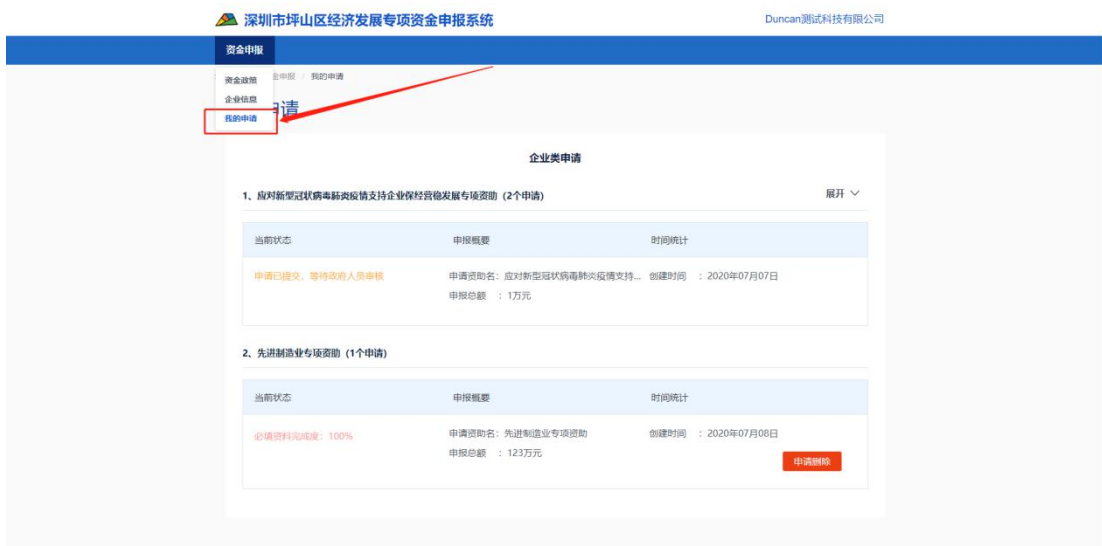 深圳市坪山区经济发展专项资金申报系统
Duncan测试科技有限公司
资金申报
资金政策
金申报 / 我的申请
企业信息
申请
我的申请
企业类申请
1、应对新型冠状病毒肺炎疫情支持企业保经营稳发展专项资助(2个申请)
展开
当前状态 申报概要 时间统计
申请已提交、等待政府人员审核
申请资助名：应对新型冠状病毒肺炎疫情支持... 创建时间 ：2020年07月07日
申报总额 ：1万元
2、先进制造业专项资助(1个申请)
当前状态 申报概要 时间统计
必填资料完成度：100%
申请资助名：先进制造业专项资助 创建时间 ：2020年07月08日
申报总额 ：123万元
申请删除